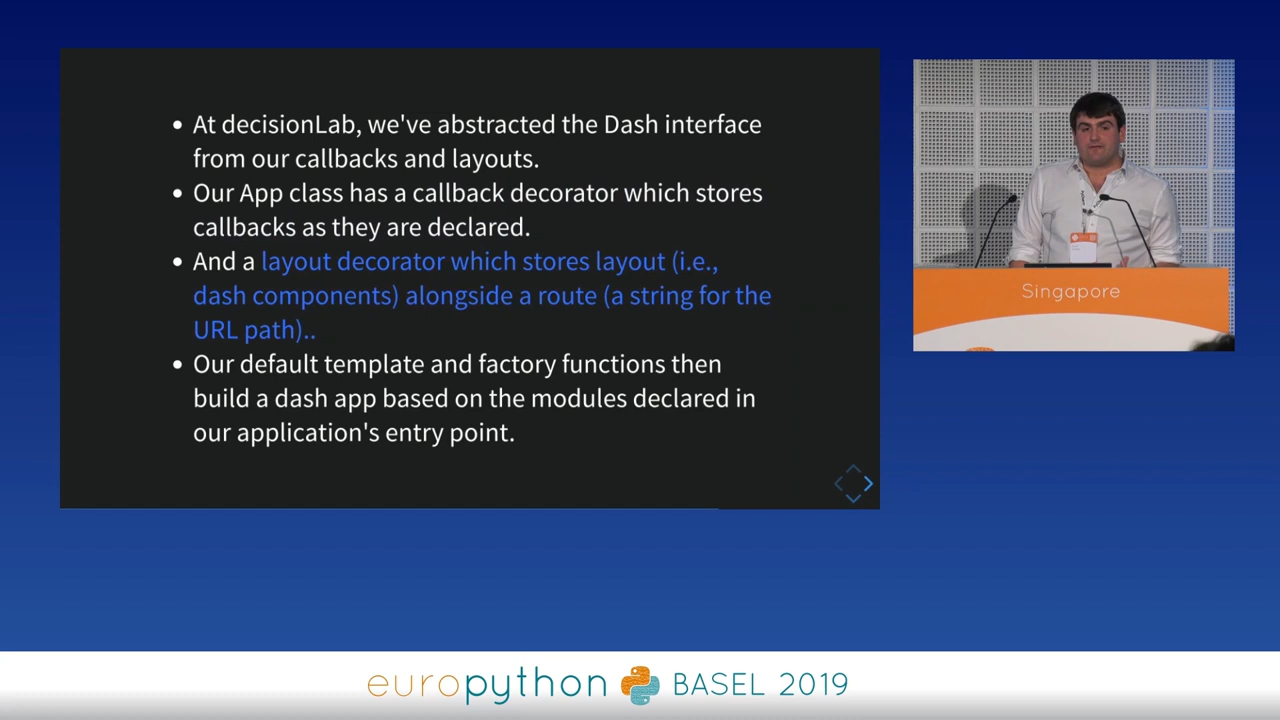 At decisionLab, we've abstracted the Dash interface
from our callbacks and layouts.
Our App class has a callback decorator which stores
callbacks as they are declared.
And a layout decorator which stores layout (i.e.,
dash components) alongside a route (a string for the
URL path)..
Our default template and factory functions then
build a dash app based on the modules declared in
our application's entry point.
Singapore
europython BASEL 2019